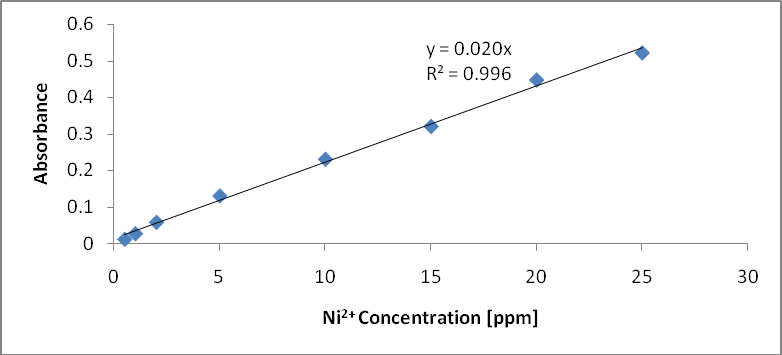 0.6
0.5
0.4
0.3
0.2
0.1
0
y = 0.020x
R² = 0.996
Absorbance
0 5 10 15 20 25 30
Ni²⁺ Concentration [ppm]